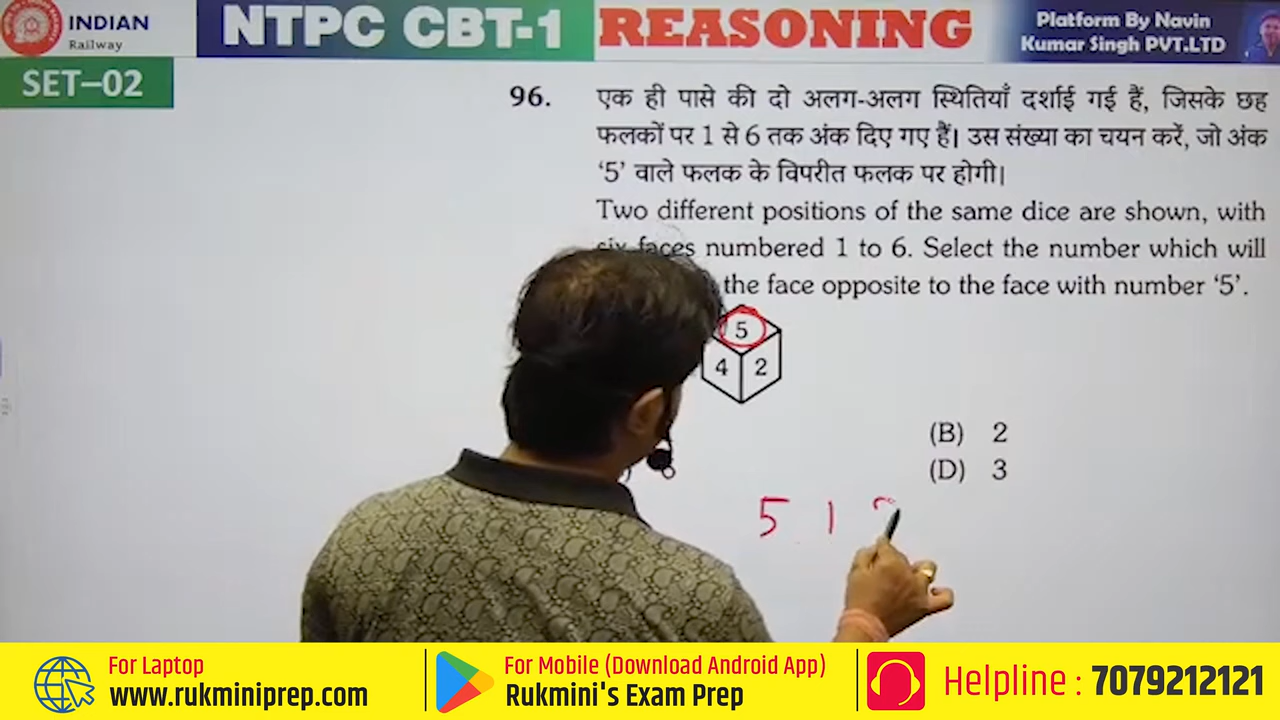 INDIAN
Railway
NTPC CBT-1
REASONING
Platform By Navin
Kumar Singh PVT.LTD
SET–02
96. एक ही पासे की दो अलग-अलग स्थितियाँ दर्शाई गई हैं, जिसके छह
फलकों पर 1 से 6 तक अंक दिए गए हैं। उस संख्या का चयन करें, जो अंक
‘5’ वाले फलक के विपरीत फलक पर होगी।
Two different positions of the same dice are shown, with
six faces numbered 1 to 6. Select the number which will
the face opposite to the face with number ‘5’.
5
4 2
(B) 2
(D) 3
5 1
For Laptop
www.rukminiprep.com
For Mobile (Download Android App)
Rukmini's Exam Prep
Helpline : 7079212121